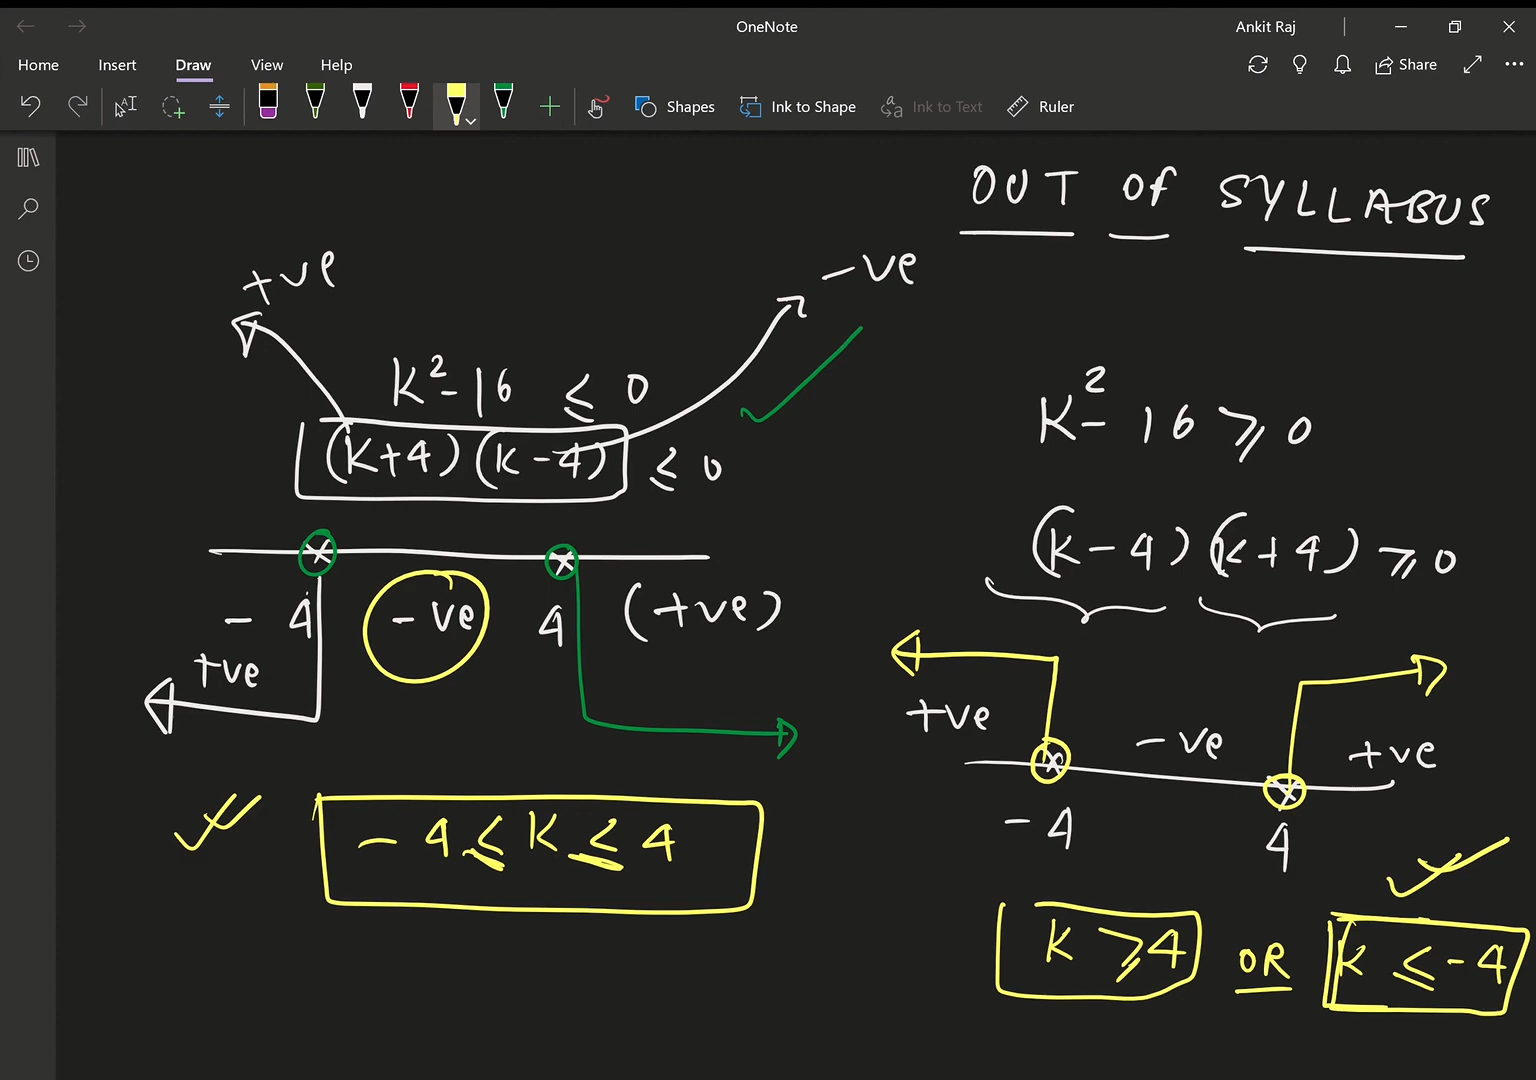 OneNote
Ankit Raj
Home Insert Draw View Help
Share
Shapes Ink to Shape Ink to Text Ruler
OUT Of SYLLABUS
+ve
-ve
K²-16 ≤ 0
(K+4)(K-4) ≤ 0
-4 -ve 4 (+ve)
+ve
-4 ≤ K ≤ 4
K²-16 ⩾ 0
(K-4)(K+4) ⩾ 0
+ve -ve +ve
-4 4
K ⩾ 4 OR K ≤ -4